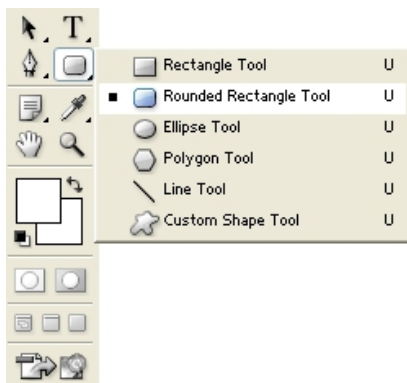 T
Rectangle Tool U
Rounded Rectangle Tool U
Ellipse Tool U
Polygon Tool U
Line Tool U
Custom Shape Tool U